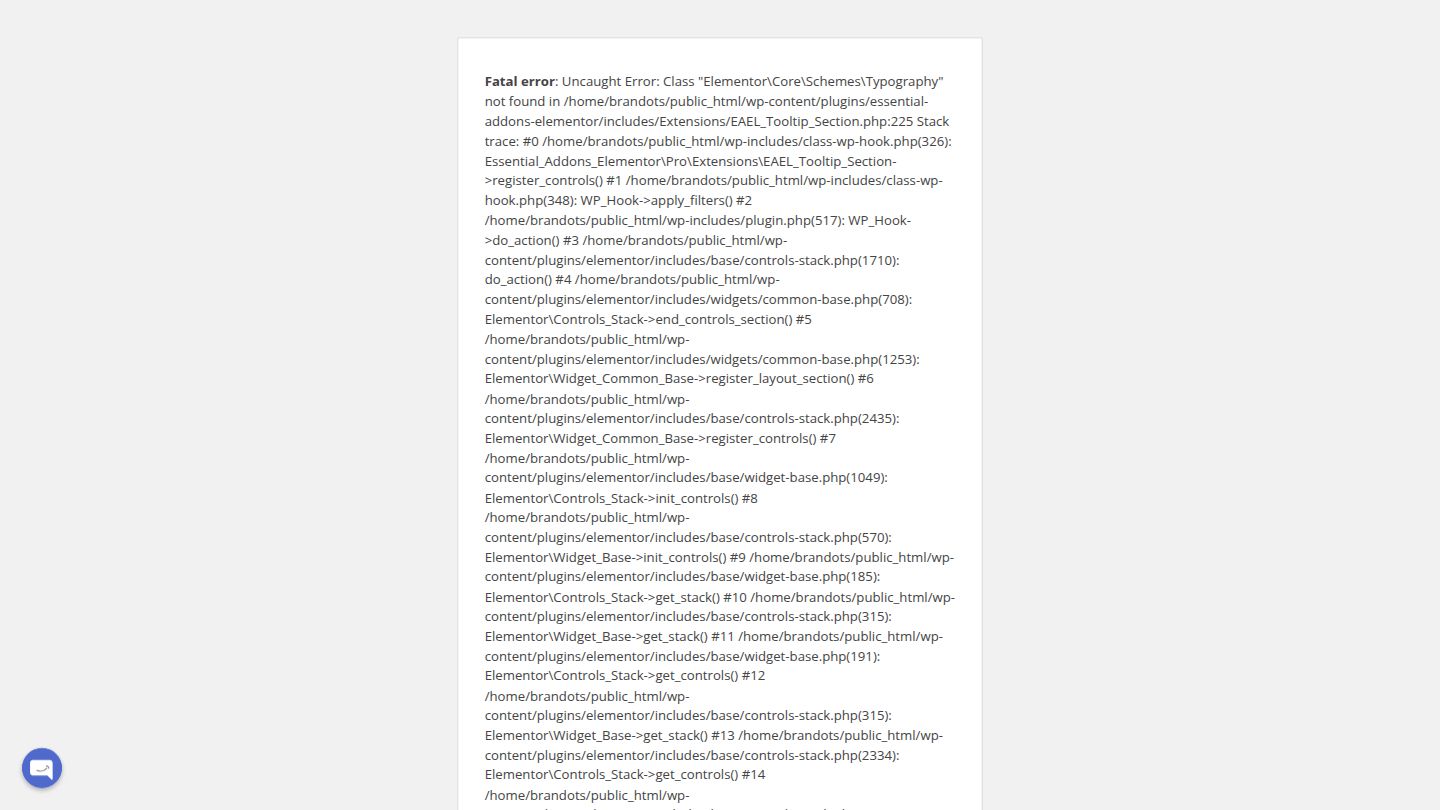 Fatal error: Uncaught Error: Class "Elementor\Core\Schemes\Typography"
not found in /home/brandots/public_html/wp-content/plugins/essential-
addons-elementor/includes/Extensions/EAEL_Tooltip_Section.php:225 Stack
trace: #0 /home/brandots/public_html/wp-includes/class-wp-hook.php(326):
Essential_Addons_Elementor\Pro\Extensions\EAEL_Tooltip_Section-
>register_controls() #1 /home/brandots/public_html/wp-includes/class-wp-
hook.php(348): WP_Hook->apply_filters() #2
/home/brandots/public_html/wp-includes/plugin.php(517): WP_Hook-
>do_action() #3 /home/brandots/public_html/wp-
content/plugins/elementor/includes/base/controls-stack.php(1710):
do_action() #4 /home/brandots/public_html/wp-
content/plugins/elementor/includes/widgets/common-base.php(708):
Elementor\Controls_Stack->end_controls_section() #5
/home/brandots/public_html/wp-
content/plugins/elementor/includes/widgets/common-base.php(1253):
Elementor\Widget_Common_Base->register_layout_section() #6
/home/brandots/public_html/wp-
content/plugins/elementor/includes/base/controls-stack.php(2435):
Elementor\Widget_Common_Base->register_controls() #7
/home/brandots/public_html/wp-
content/plugins/elementor/includes/base/widget-base.php(1049):
Elementor\Controls_Stack->init_controls() #8
/home/brandots/public_html/wp-
content/plugins/elementor/includes/base/controls-stack.php(570):
Elementor\Widget_Base->init_controls() #9 /home/brandots/public_html/wp-
content/plugins/elementor/includes/base/widget-base.php(185):
Elementor\Controls_Stack->get_stack() #10 /home/brandots/public_html/wp-
content/plugins/elementor/includes/base/controls-stack.php(315):
Elementor\Widget_Base->get_stack() #11 /home/brandots/public_html/wp-
content/plugins/elementor/includes/base/widget-base.php(191):
Elementor\Controls_Stack->get_controls() #12
/home/brandots/public_html/wp-
content/plugins/elementor/includes/base/controls-stack.php(315):
Elementor\Widget_Base->get_stack() #13 /home/brandots/public_html/wp-
content/plugins/elementor/includes/base/controls-stack.php(2334):
Elementor\Controls_Stack->get_controls() #14
/home/brandots/public_html/wp-